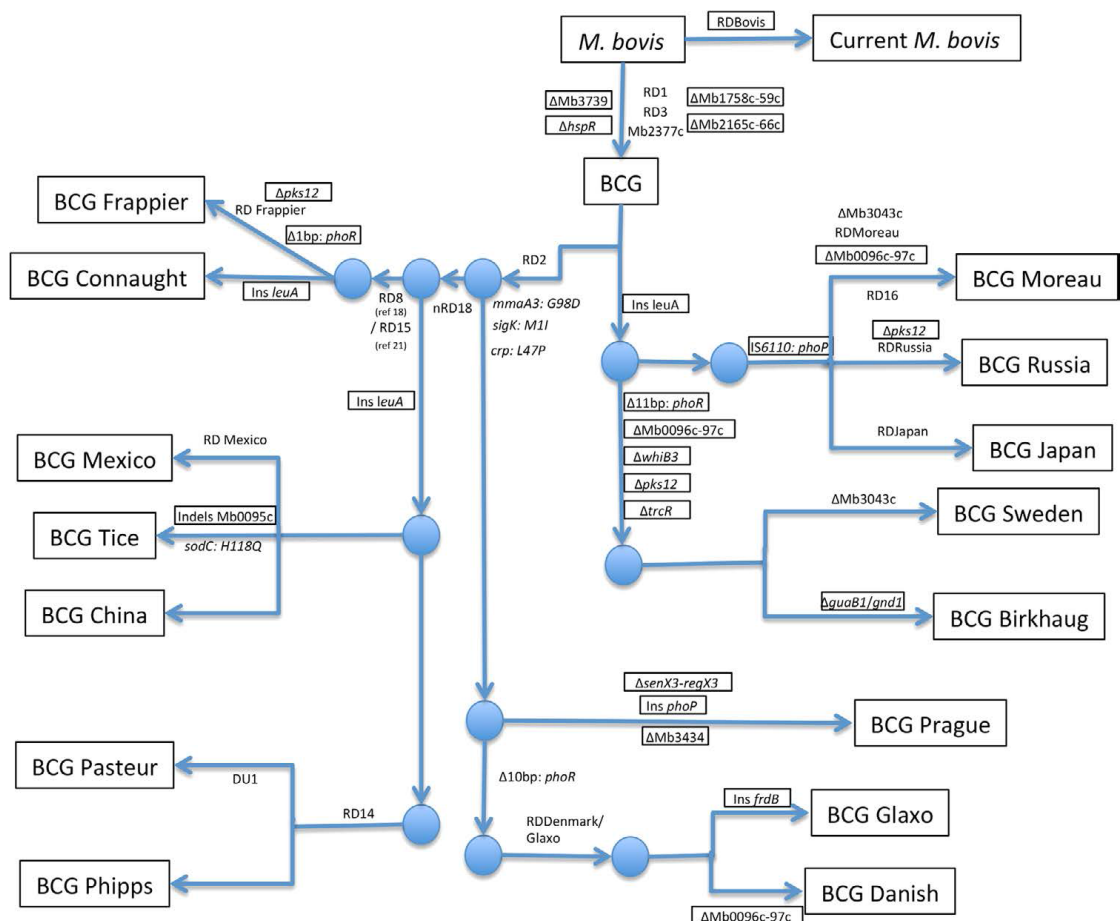 M. bovis
RDBovis
Current M. bovis
ΔMb3739
ΔhspR
RD1
RD3
Mb2377c
ΔMb1758c-59c
ΔMb2165c-66c
BCG
BCG Frappier
Δpks12
RD Frappier
Δ1bp: phoR
BCG Connaught
Ins leuA
RD8
(ref 18)
/ RD15
(ref 21)
nRD18
RD2
mmaA3: G98D
sigK: M1I
crp: L47P
Ins leuA
IS6110: phoP
ΔMb3043c
RDMoreau
ΔMb0096c-97c
RD16
BCG Moreau
Δpks12
RDRussia
BCG Russia
RDJapan
BCG Japan
Δ11bp: phoR
ΔMb0096c-97c
ΔwhiB3
Δpks12
ΔtrcR
ΔMb3043c
BCG Sweden
ΔguaB1/gnd1
BCG Birkhaug
Ins leuA
RD Mexico
BCG Mexico
Indels Mb0095c
sodC: H118Q
BCG Tice
BCG China
ΔsenX3-regX3
Ins phoP
ΔMb3434
BCG Prague
BCG Pasteur
DU1
RD14
BCG Phipps
Δ10bp: phoR
RDDenmark/
Glaxo
Ins frdB
BCG Glaxo
BCG Danish
ΔMb0096c-97c